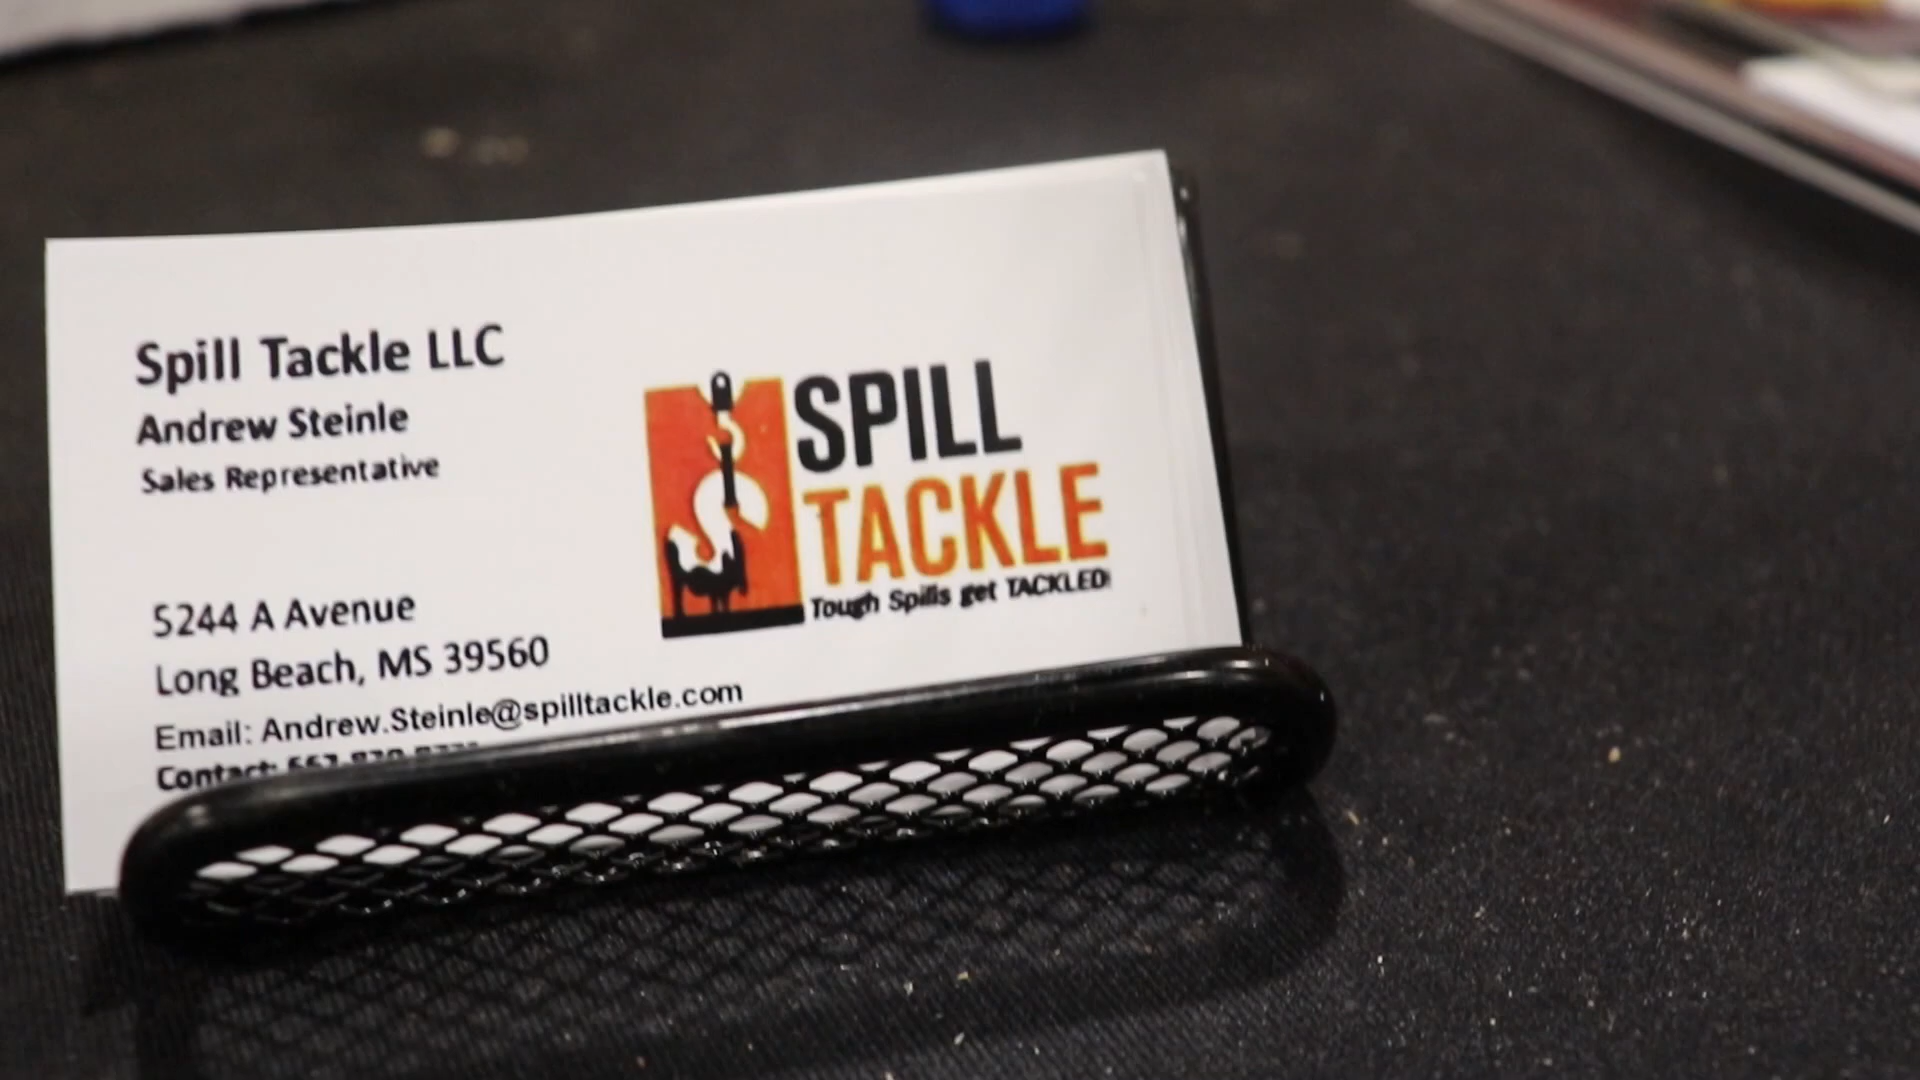 Spill Tackle LLC
Andrew Steinle
Sales Representative
5244 A Avenue
Long Beach, MS 39560
Email: Andrew.Steinle@spilltackle.com
Contact:
SPILL
TACKLE
Tough Spills get TACKLED!